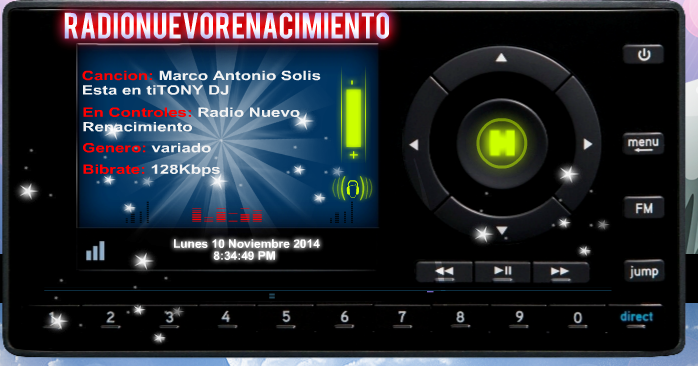 RADIONUEVORENACIMIENTO
Cancion: Marco Antonio Solis
Esta en tiTONY DJ
En Controles: Radio Nuevo
Renacimiento
Genero: variado
Bibrate: 128Kbps
Lunes 10 Noviembre 2014
8:34:49 PM
menu
FM
jump
1 2 3 4 5 6 7 8 9 0 direct